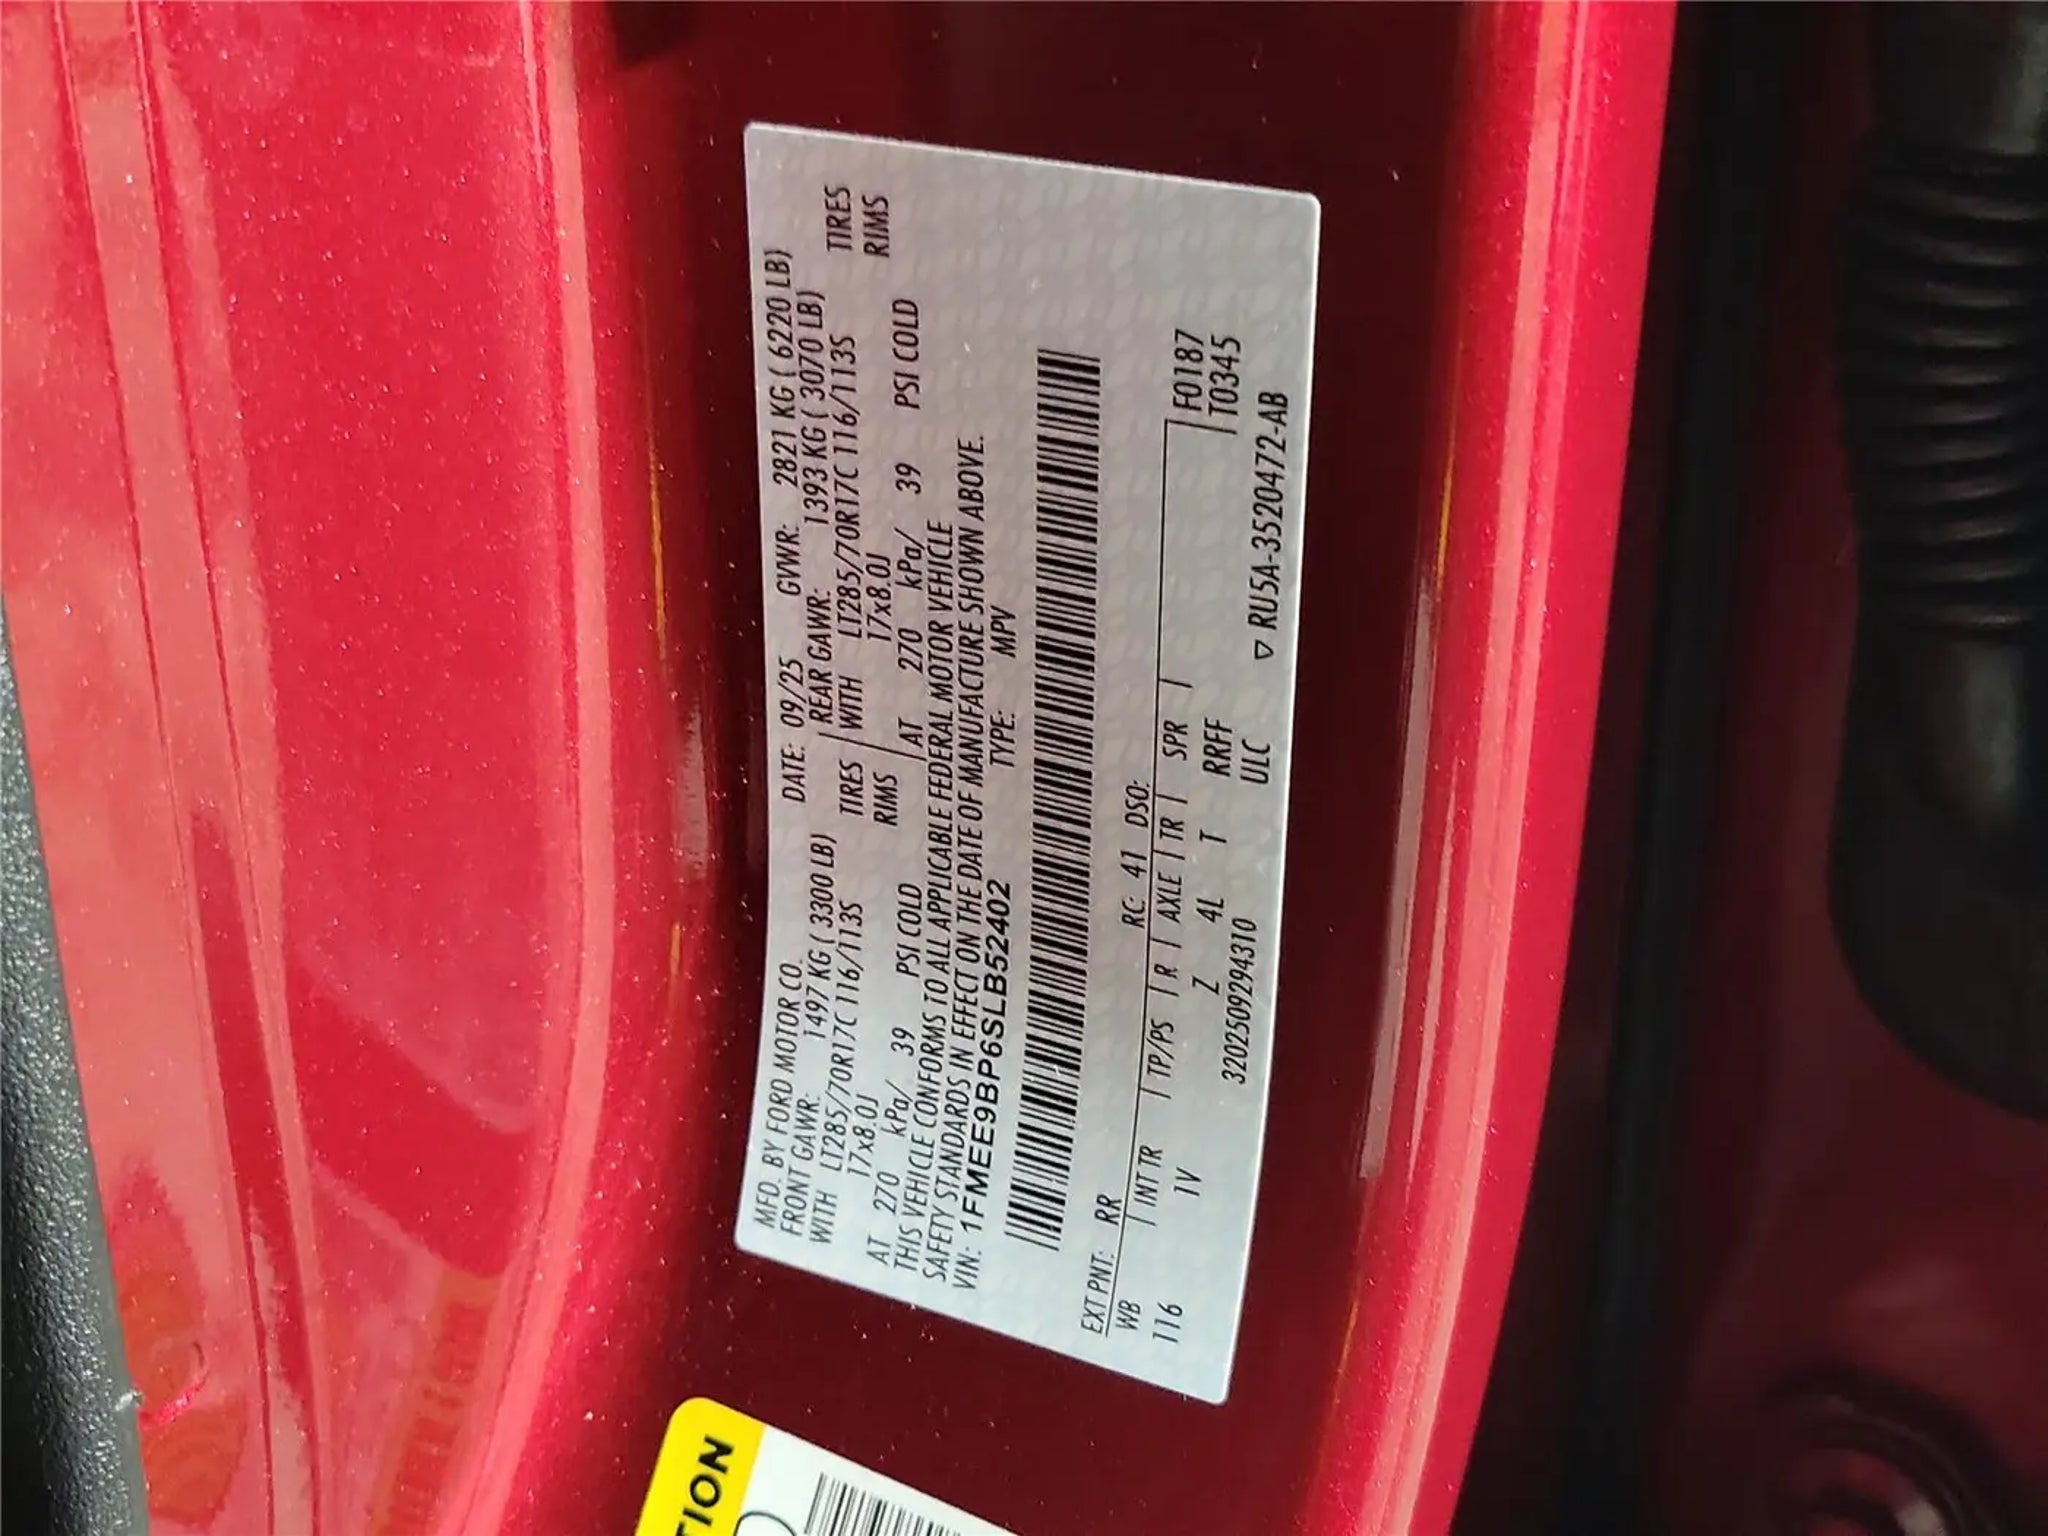 MFD. BY FORD MOTOR CO. DATE: 09/25 GVWR: 2821 KG ( 6220 LB)
FRONT GAWR: 1497 KG ( 3300 LB) REAR GAWR: 1393 KG ( 3070 LB)
WITH LT285/70R17C 116/113S TIRES WITH LT285/70R17C 116/113S TIRES
17x8.0J RIMS 17x8.0J RIMS
AT 270 kPa/ 39 PSI COLD AT 270 kPa/ 39 PSI COLD
THIS VEHICLE CONFORMS TO ALL APPLICABLE FEDERAL MOTOR VEHICLE
SAFETY STANDARDS IN EFFECT ON THE DATE OF MANUFACTURE SHOWN ABOVE.
VIN: 1FMEE9BP6SLB52402 TYPE: MPV
EXT PNT: RR RC: 41 DSO:
WB INT TR TP/PS R AXLE TR SPR F0187
116 1V Z 4L T RRFF T0345
3202509294310 ULC
▽ RU5A-3520472-AB
TION